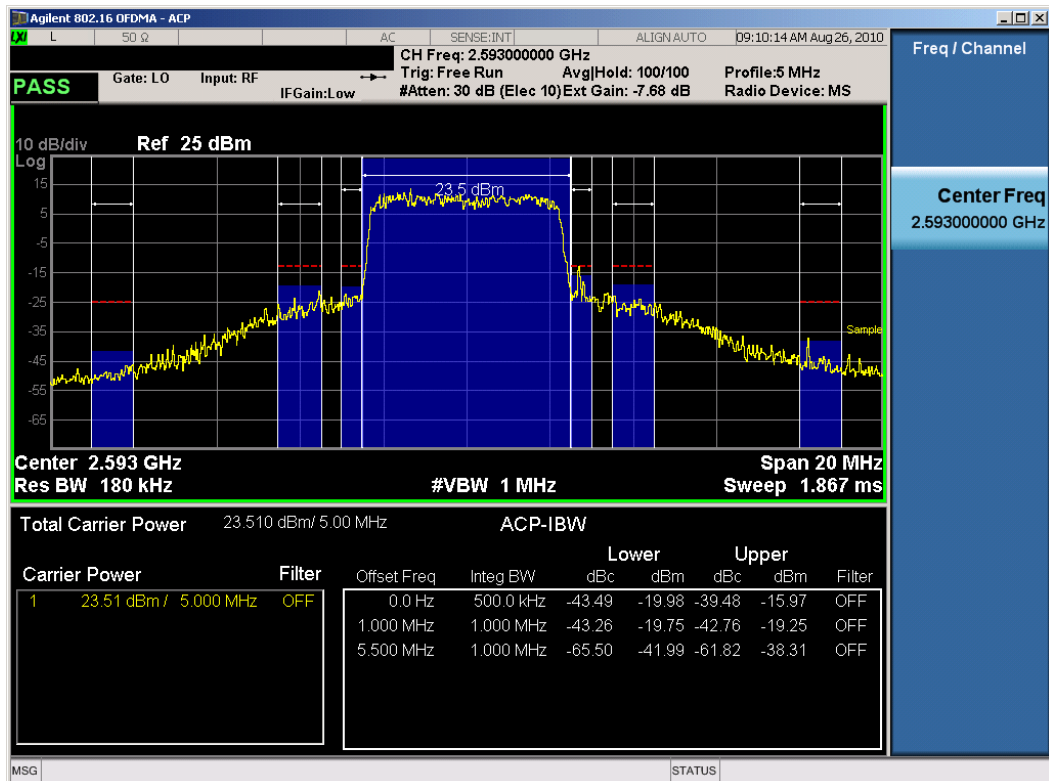 Agilent 802.16 OFDMA - ACP
LXI L 50 Ω AC SENSE:INT ALIGN AUTO 09:10:14 AM Aug 26, 2010
Freq / Channel
CH Freq: 2.593000000 GHz
PASS Gate: LO Input: RF Trig: Free Run Avg|Hold: 100/100 Profile:5 MHz
IFGain:Low #Atten: 30 dB (Elec 10) Ext Gain: -7.68 dB Radio Device: MS
10 dB/div Ref 25 dBm
Log
15
23.5 dBm
5
-5
-15
-25
-35
Sample
-45
-55
-65
Center Freq
2.593000000 GHz
Center 2.593 GHz Span 20 MHz
Res BW 180 kHz #VBW 1 MHz Sweep 1.867 ms
Total Carrier Power 23.510 dBm/ 5.00 MHz ACP-IBW
Lower Upper
Carrier Power Filter Offset Freq Integ BW dBc dBm dBc dBm Filter
1 23.51 dBm / 5.000 MHz OFF 0.0 Hz 500.0 kHz -43.49 -19.98 -39.48 -15.97 OFF
1.000 MHz 1.000 MHz -43.26 -19.75 -42.76 -19.25 OFF
5.500 MHz 1.000 MHz -65.50 -41.99 -61.82 -38.31 OFF
MSG STATUS